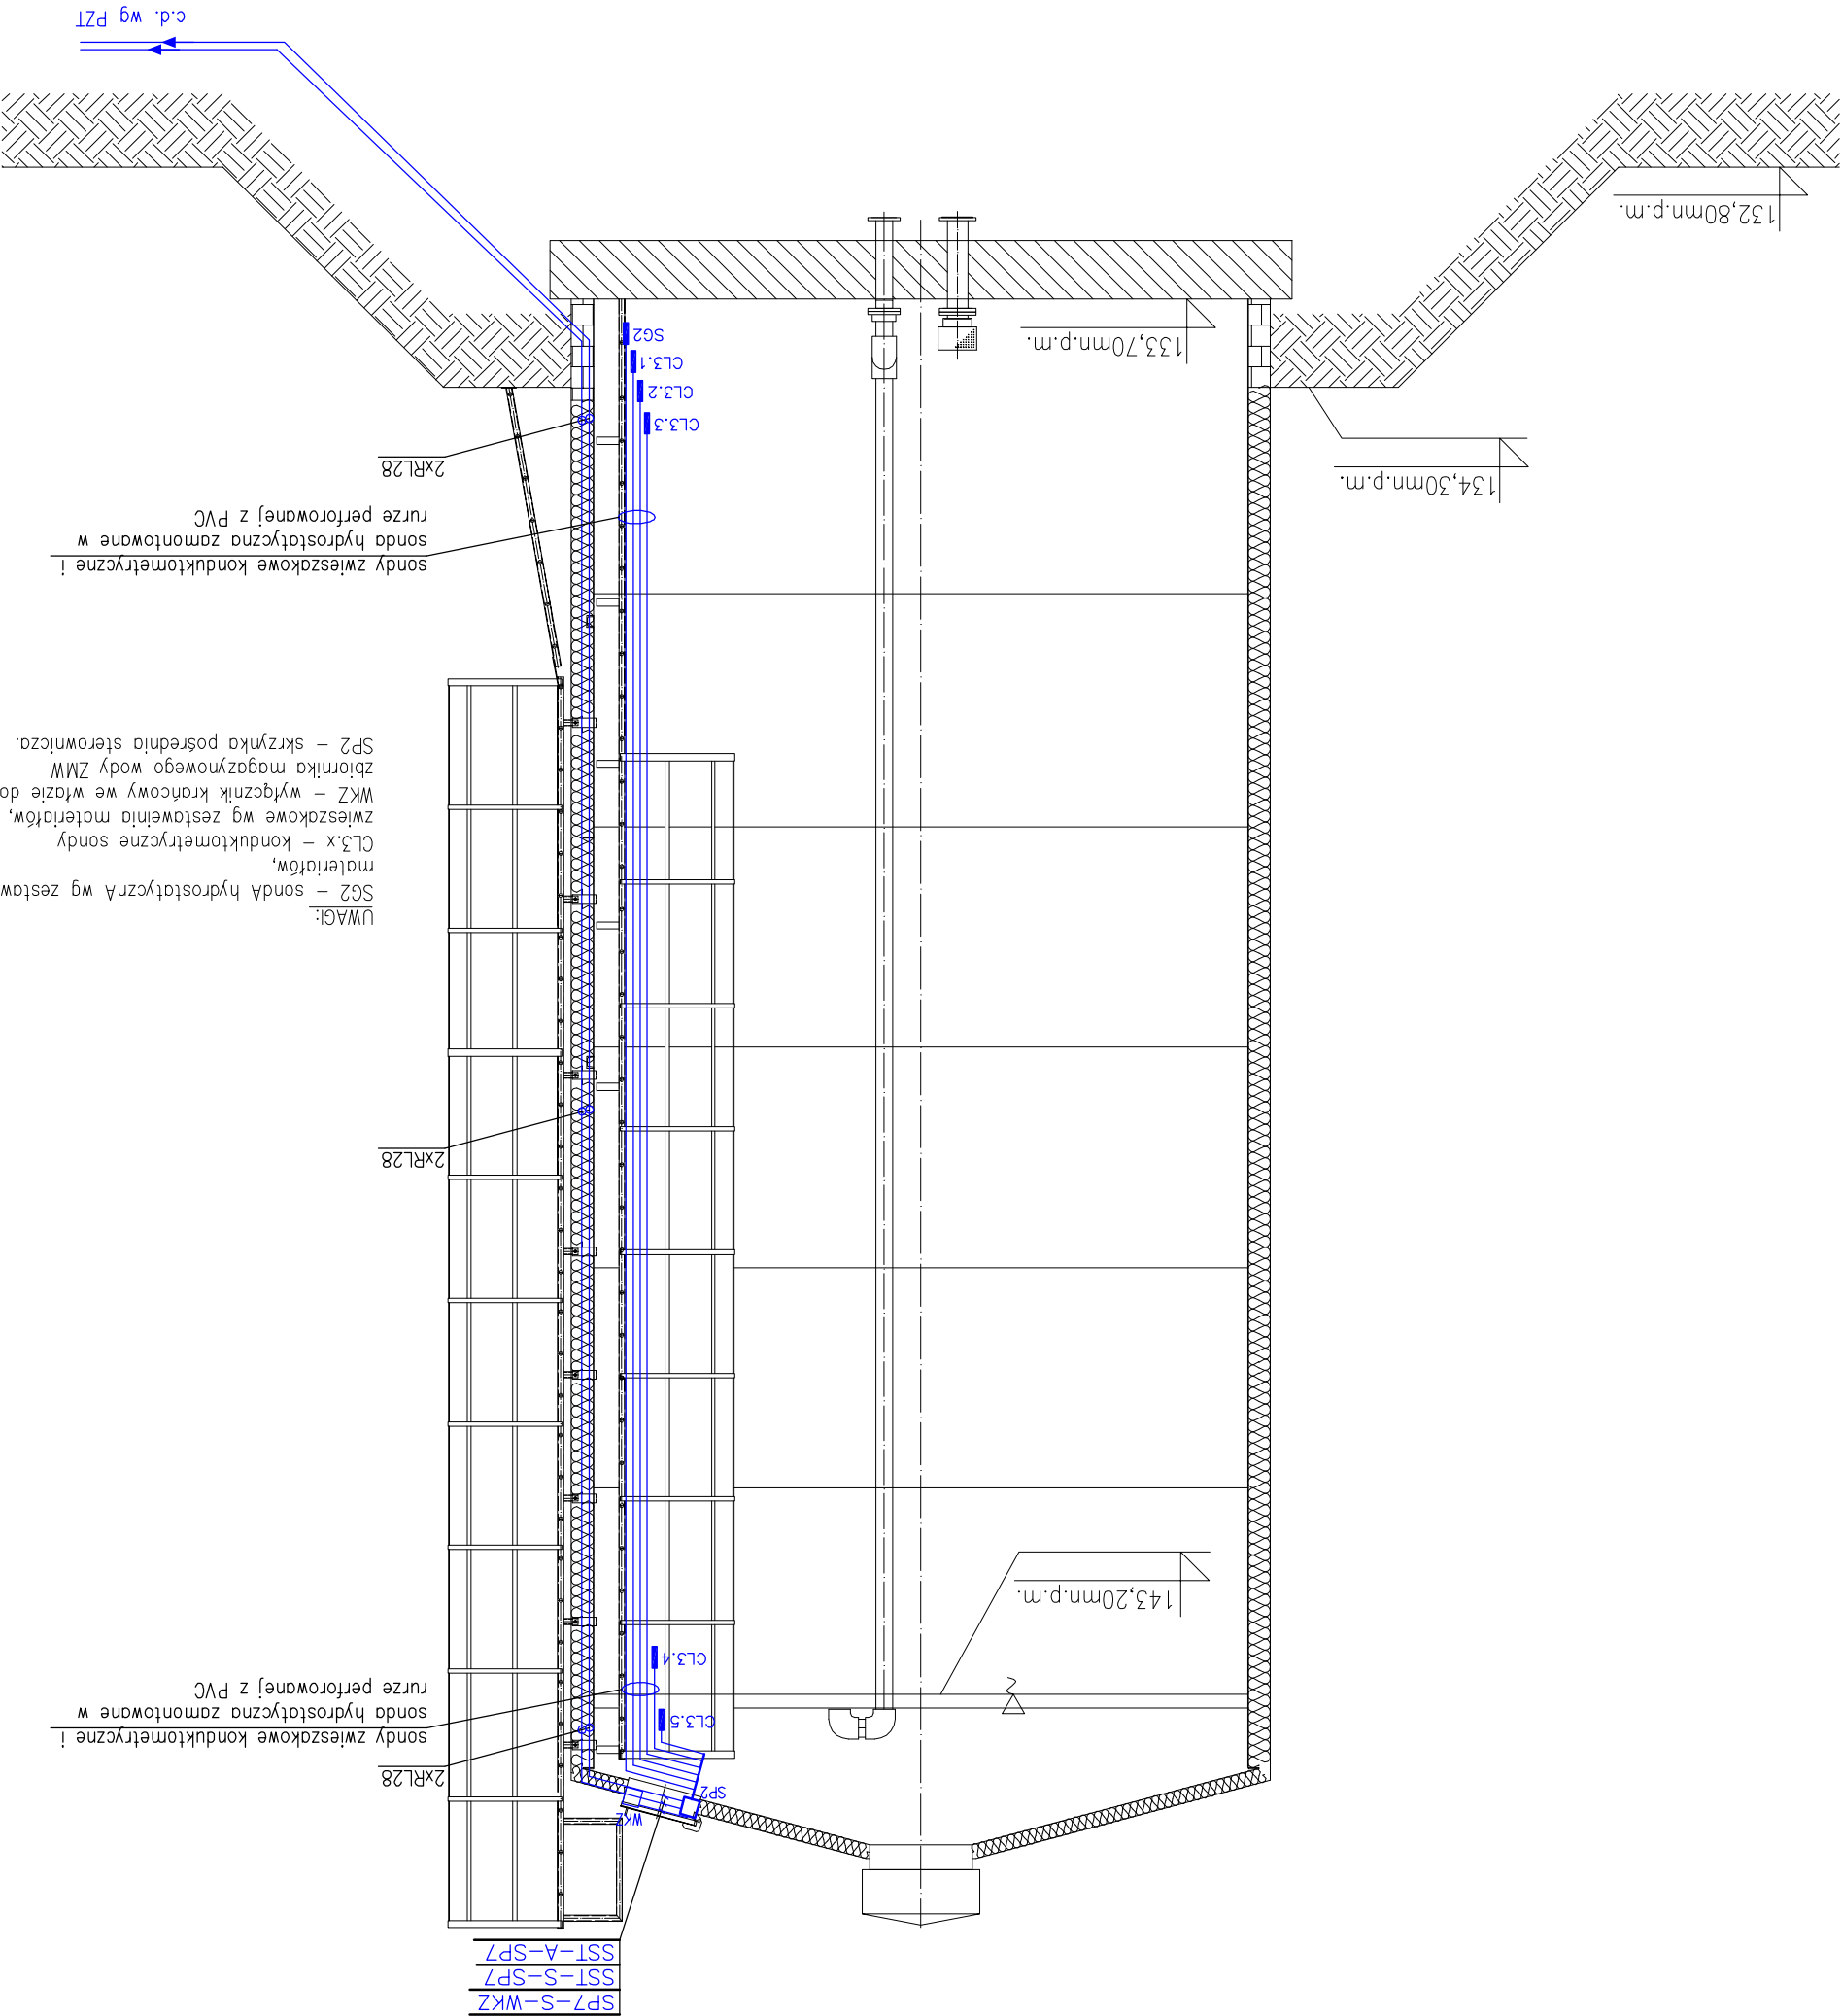 SP7-S-WKZ
SST-S-SP7
SST-A-SP7
WKZ
SP2
2xRL28
sondy zwieszakowe konduktometryczne i
sonda hydrostatyczna zamontowane w
rurze perforowanej z PVC
CL3.5
CL3.4
143,20mn.p.m.
2xRL28
UWAGI:
SG2 – sondA hydrostatycznA wg zestaw
materiałów,
CL3.x – konduktometryczne sondy
zwieszakowe wg zestaweinia materiałów,
WKZ – wyłącznik krańcowy we włazie do
zbiornika magazynowego wody ZMW
SP2 – skrzynka pośrednia sterownicza.
sondy zwieszakowe konduktometryczne i
sonda hydrostatyczna zamontowane w
rurze perforowanej z PVC
2xRL28
134,30mn.p.m.
CL3.3
CL3.2
CL3.1
SG2
133,70mn.p.m.
132,80mn.p.m.
c.d. wg PZT